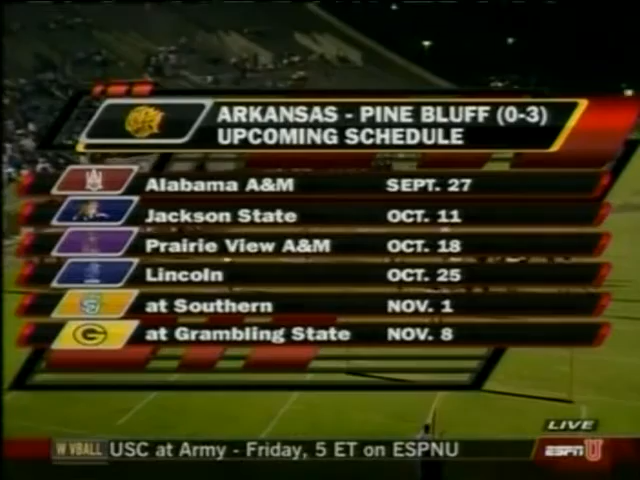 ARKANSAS - PINE BLUFF (0-3)
UPCOMING SCHEDULE
Alabama A&M SEPT. 27
Jackson State OCT. 11
Prairie View A&M OCT. 18
Lincoln OCT. 25
at Southern NOV. 1
G at Grambling State NOV. 8
LIVE
W VBALL USC at Army - Friday, 5 ET on ESPNU ESPN U